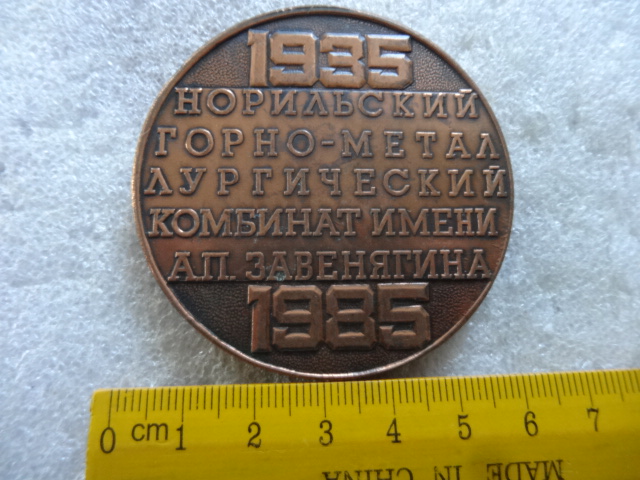 1935
НОРИЛЬСКИЙ
ГОРНО-МЕТАЛ
ЛУРГИЧЕСКИЙ
КОМБИНАТ ИМЕНИ
А.П. ЗАВЕНЯГИНА
1985
0 cm 1 2 3 4 5 6 7
MADE IN CHINA